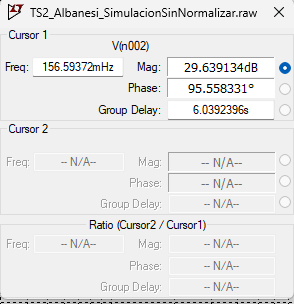 TS2_Albanesi_SimulacionSinNormalizar.raw
Cursor 1
V(n002)
Freq: 156.59372mHz Mag: 29.639134dB
Phase: 95.558331°
Group Delay: 6.0392396s
Cursor 2
Freq: -- N/A-- Mag: -- N/A--
Phase: -- N/A--
Group Delay: -- N/A--
Ratio (Cursor2 / Cursor1)
Freq: -- N/A-- Mag: -- N/A--
Phase: -- N/A--
Group Delay: -- N/A--